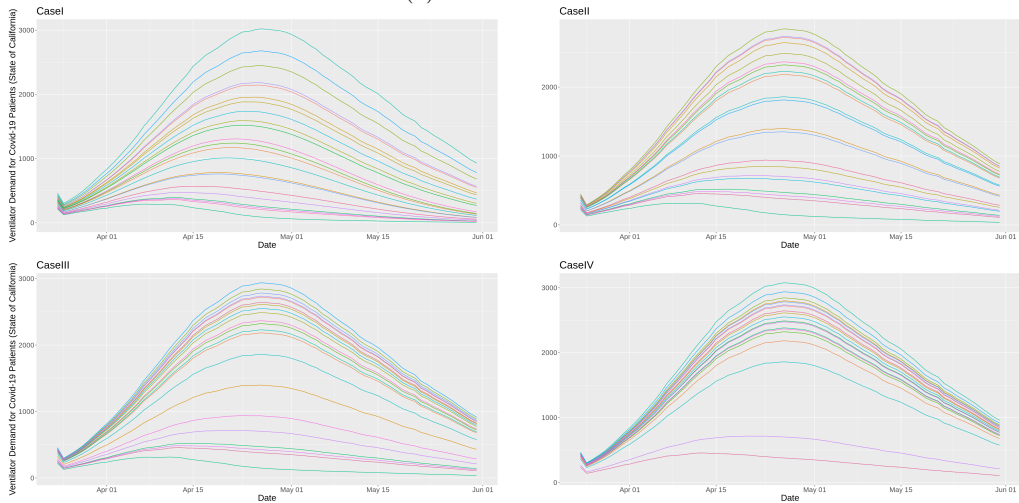 CaseI
Ventilator Demand for Covid-19 Patients (State of California)
3000
2000
1000
0
Apr 01 Apr 15 May 01 May 15 Jun 01
Date
CaseII
2000
1000
0
Apr 01 Apr 15 May 01 May 15 Jun 01
Date
CaseIII
Ventilator Demand for Covid-19 Patients (State of California)
3000
2000
1000
0
Apr 01 Apr 15 May 01 May 15 Jun 01
Date
CaseIV
3000
2000
1000
0
Apr 01 Apr 15 May 01 May 15 Jun 01
Date